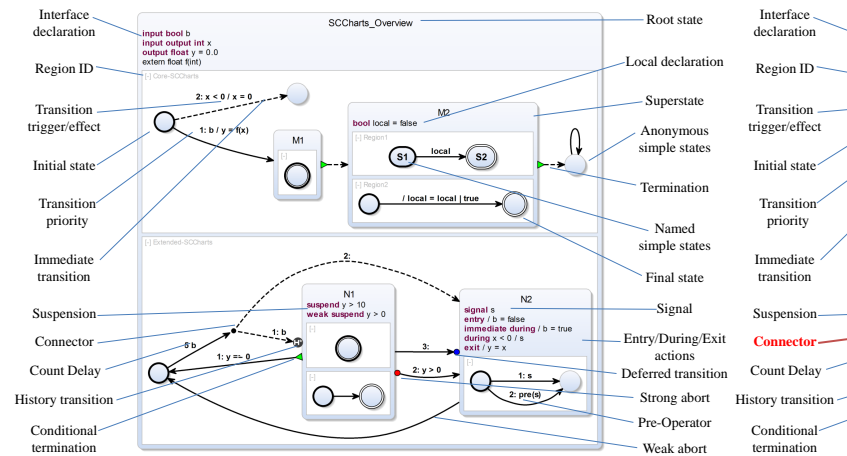 Interface
declaration
Region ID
Transition
trigger/effect
Initial state
Transition
priority
Immediate
transition
Suspension
Connector
Count Delay
History transition
Conditional
termination
SCCharts_Overview
input bool b
input output int x
output float y = 0.0
extern float f(int)
[-] Core-SCCharts
2: x < 0 / x = 0
1: b / y = f(x)
M1
[-]
M2
bool local = false
[-] Region1
S1
local
S2
[-] Region2
/ local = local | true
[-] Extended-SCCharts
2:
5 b
1: b
H
1: y == 0
N1
suspend y > 10
weak suspend y > 0
[-]
[-]
3:
2: y > 0
N2
signal s
entry / b = false
immediate during / b = true
during x < 0 / s
exit / y = x
[-]
1: s
2: pre(s)
Root state
Local declaration
Superstate
Anonymous
simple states
Termination
Named
simple states
Final state
Signal
Entry/During/Exit
actions
Deferred transition
Strong abort
Pre-Operator
Weak abort
Interface
declaration
Region ID
Transition
trigger/effect
Initial state
Transition
priority
Immediate
transition
Suspension
Connector
Count Delay
History transition
Conditional
termination